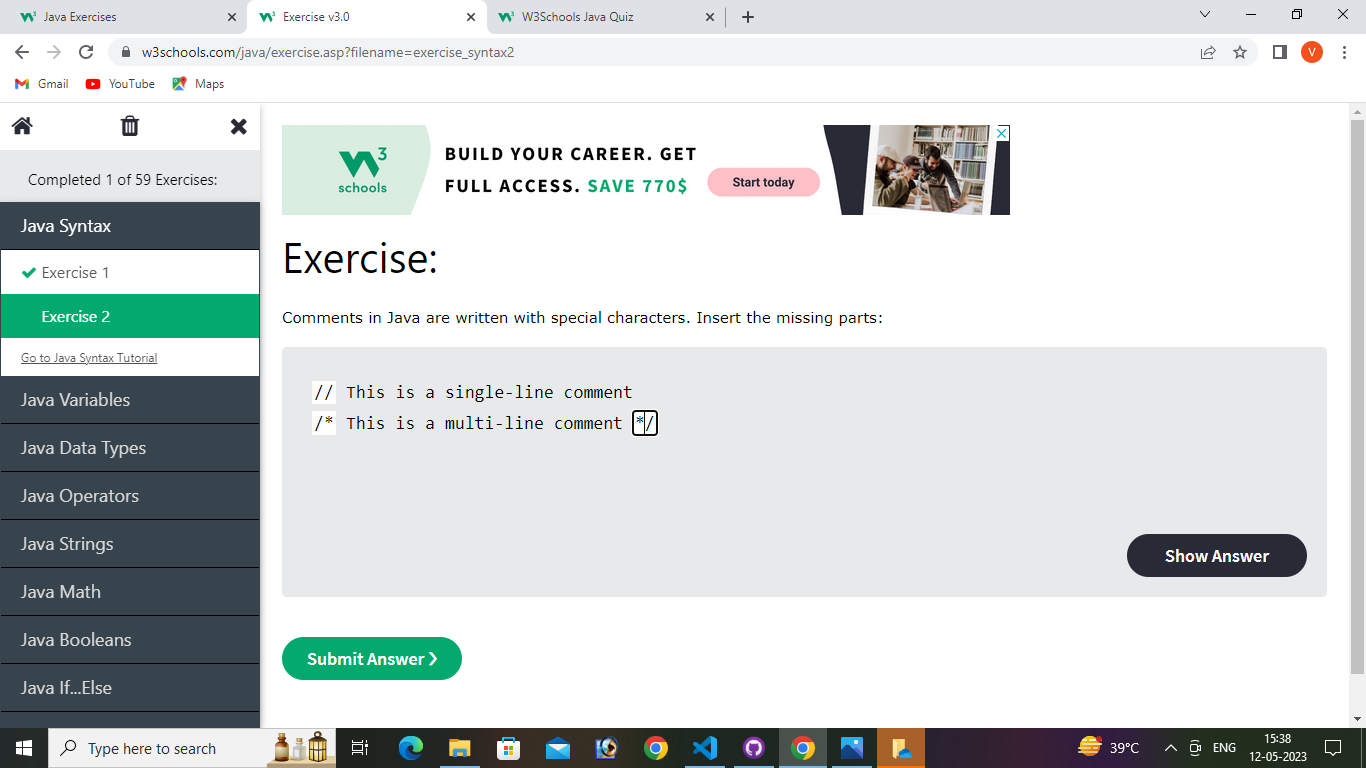 Java Exercises
Exercise v3.0
W3Schools Java Quiz
w3schools.com/java/exercise.asp?filename=exercise_syntax2
V
Gmail
YouTube
Maps
Completed 1 of 59 Exercises:
Java Syntax
Exercise 1
Exercise 2
Go to Java Syntax Tutorial
Java Variables
Java Data Types
Java Operators
Java Strings
Java Math
Java Booleans
Java If...Else
W3
schools
BUILD YOUR CAREER. GET
FULL ACCESS. SAVE 770$
Start today
Exercise:
Comments in Java are written with special characters. Insert the missing parts:
// This is a single-line comment
/* This is a multi-line comment */
Show Answer
Submit Answer ❯
Type here to search
39°C
ENG
15:38
12-05-2023